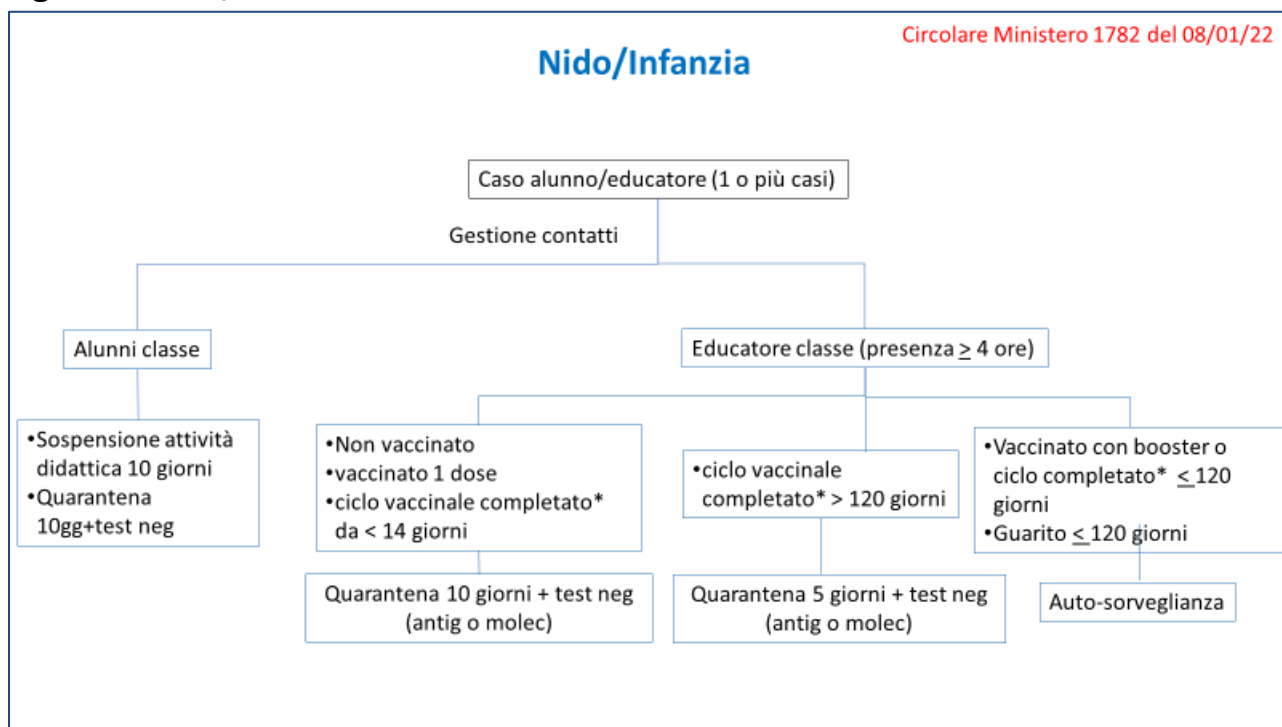 Circolare Ministero 1782 del 08/01/22
Nido/Infanzia
Caso alunno/educatore (1 o più casi)
Gestione contatti
Alunni classe
Educatore classe (presenza ≥ 4 ore)
•Sospensione attività
didattica 10 giorni
•Quarantena
10gg+test neg
•Non vaccinato
•vaccinato 1 dose
•ciclo vaccinale completato*
da < 14 giorni
•ciclo vaccinale
completato* > 120 giorni
•Vaccinato con booster o
ciclo completato* ≤120
giorni
•Guarito ≤120 giorni
Quarantena 10 giorni + test neg
(antig o molec)
Quarantena 5 giorni + test neg
(antig o molec)
Auto-sorveglianza